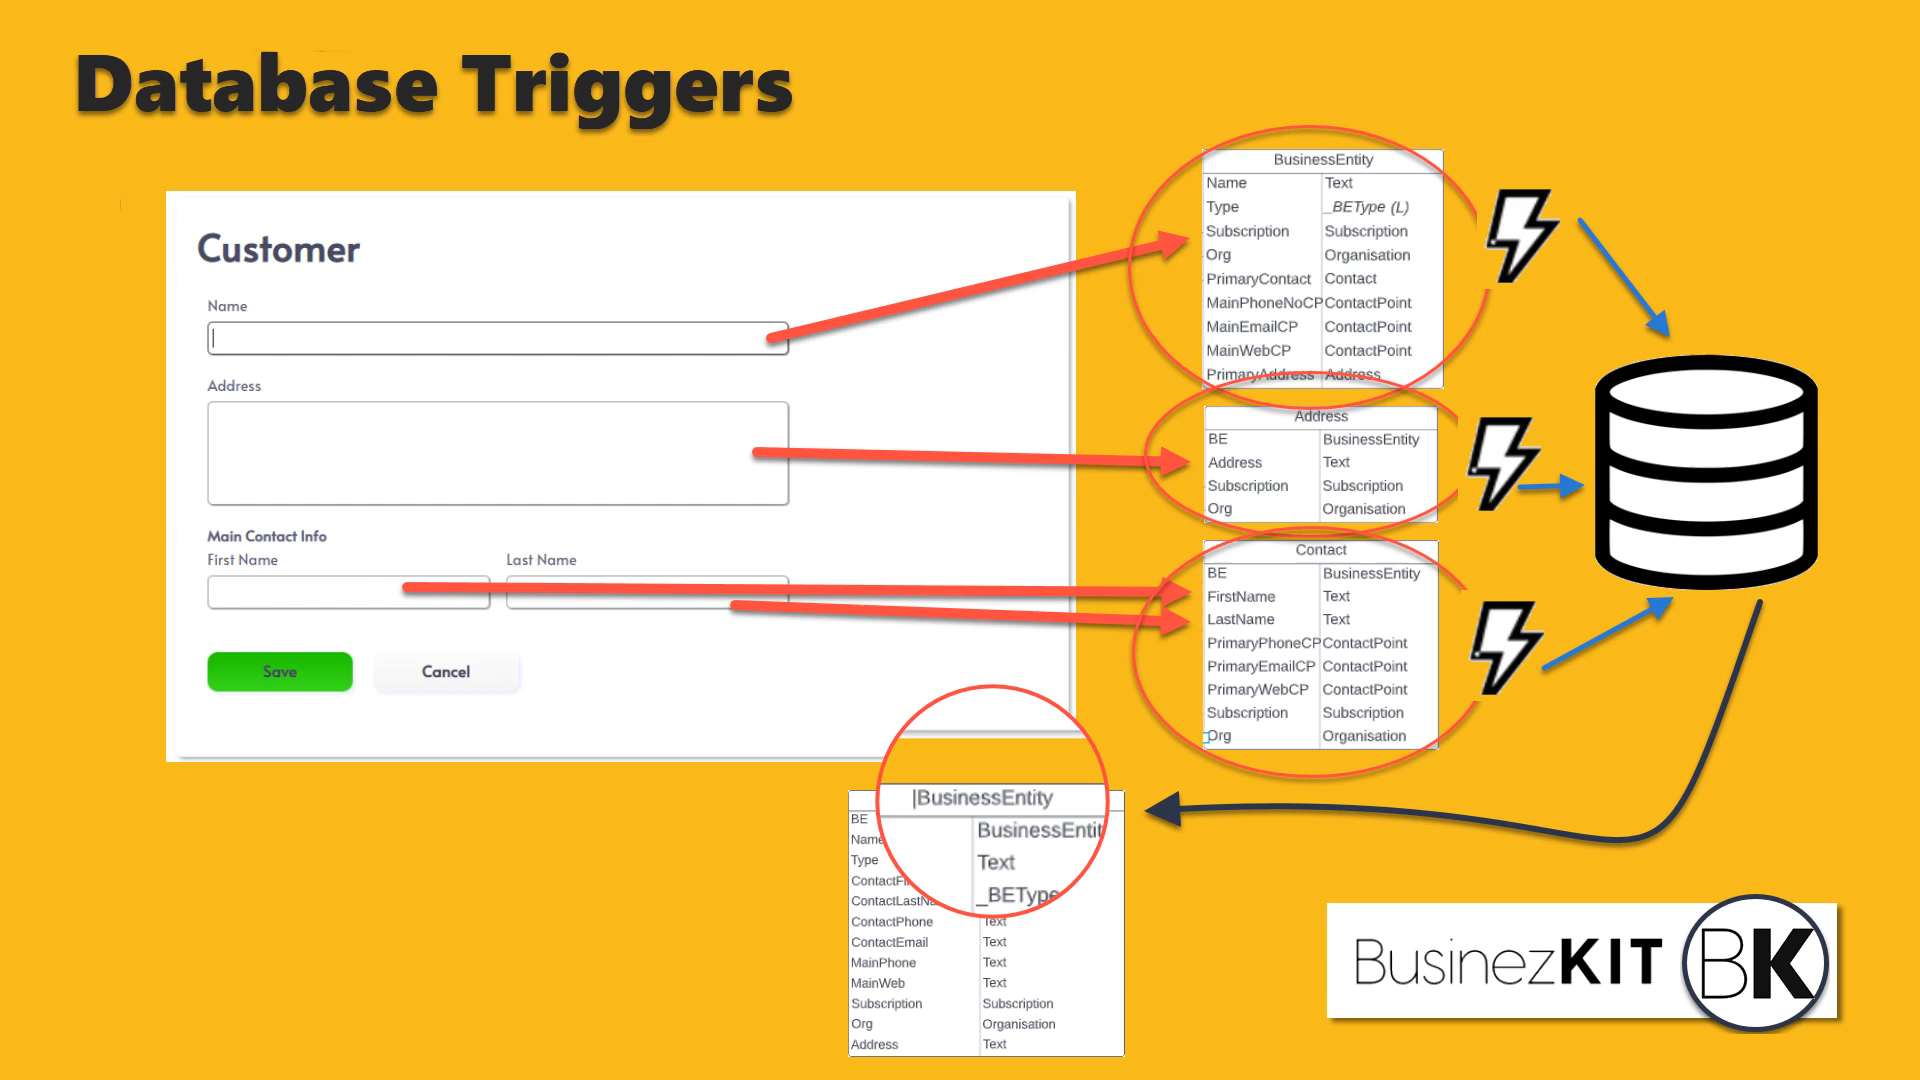 Database Triggers
Customer
Name
Address
Main Contact Info
First Name Last Name
Save Cancel
BusinessEntity
Name Text
Type _BEType (L)
Subscription Subscription
Org Organisation
PrimaryContact Contact
MainPhoneNoCP ContactPoint
MainEmailCP ContactPoint
MainWebCP ContactPoint
PrimaryAddress Address
Address
BE BusinessEntity
Address Text
Subscription Subscription
Org Organisation
Contact
BE BusinessEntity
FirstName Text
LastName Text
PrimaryPhoneCP ContactPoint
PrimaryEmailCP ContactPoint
PrimaryWebCP ContactPoint
Subscription Subscription
Org Organisation
BusinessEntity
BE BusinessEntit
Name Text
Type _BEType
ContactFi
ContactLastNa
ContactPhone Text
ContactEmail Text
MainPhone Text
MainWeb Text
Subscription Subscription
Org Organisation
Address Text
BusinezKIT BK